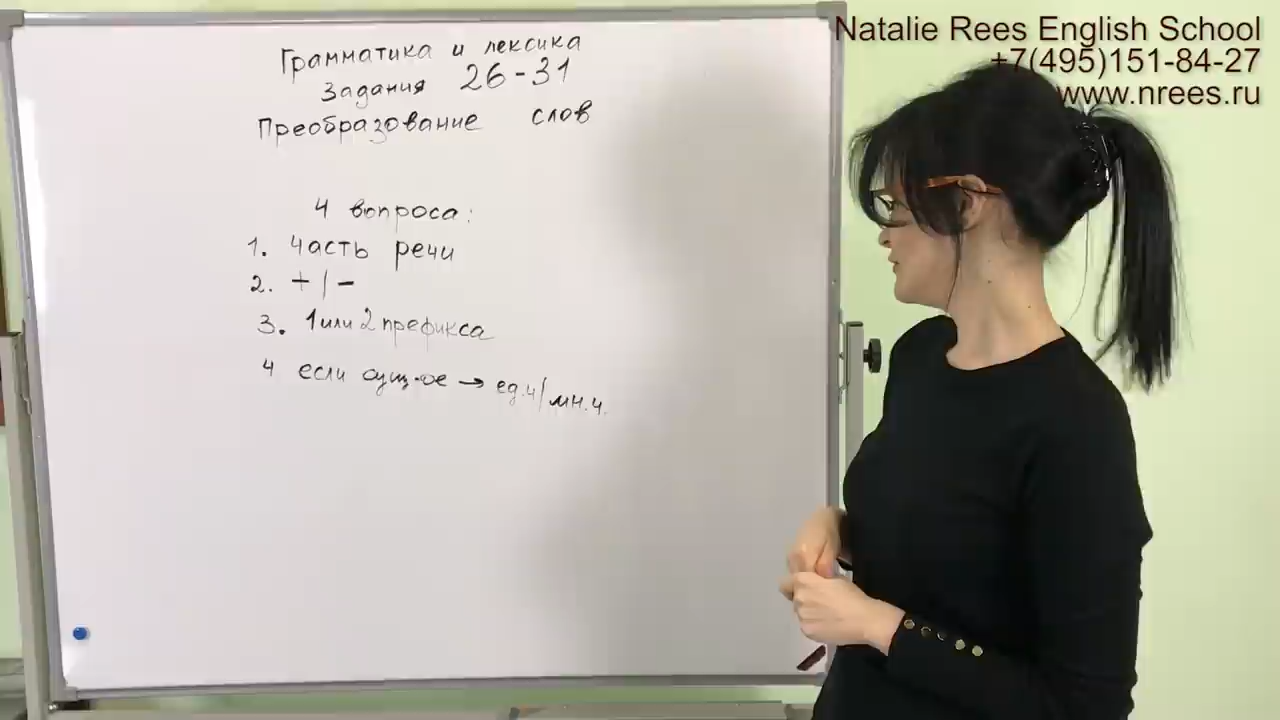 Natalie Rees English School
+7(495)151-84-27
www.nrees.ru
Грамматика и лексика
Задания 26-31
Преобразование слов
4 вопроса:
1. Часть речи
2. + | -
3. 1 или 2 префикса
4 если сущ-ое → ед.ч/мн.ч.